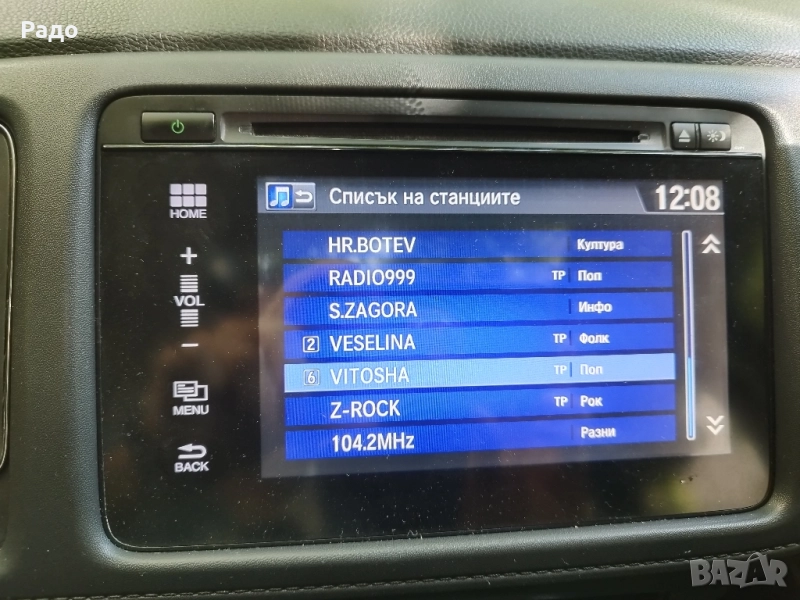 Радо
HOME
+
VOL
−
MENU
BACK
Списък на станциите 12:08
HR.BOTEV Култура
RADIO999 TP Поп
S.ZAGORA Инфо
2 VESELINA TP Фолк
6 VITOSHA TP Поп
Z-ROCK TP Рок
104.2MHz Разни
BAZAR